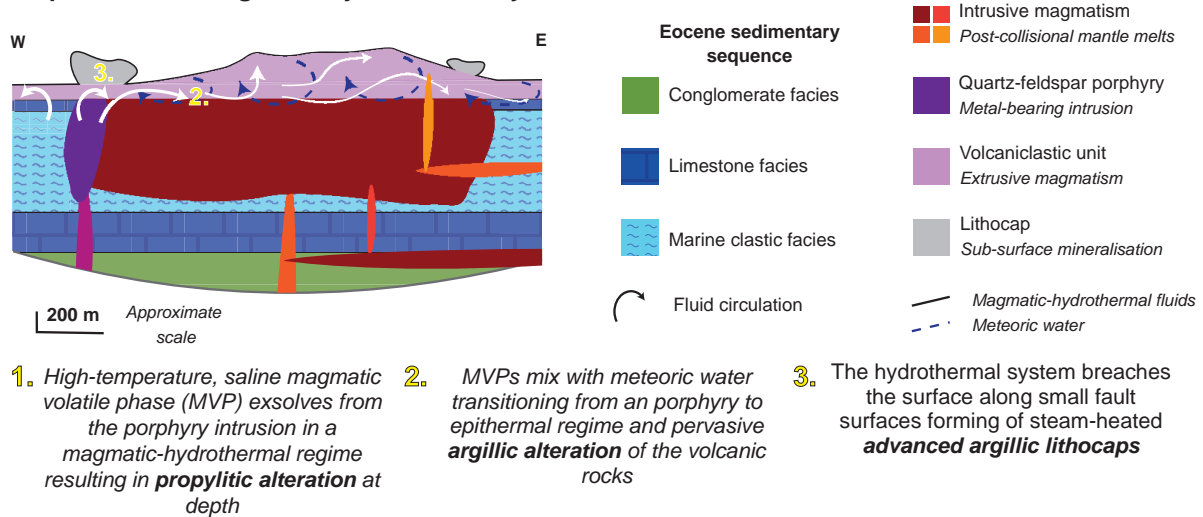 W
E
3.
2.
200 m
Approximate
scale
Eocene sedimentary
sequence
Conglomerate facies
Limestone facies
Marine clastic facies
Fluid circulation
Intrusive magmatism
Post-collisional mantle melts
Quartz-feldspar porphyry
Metal-bearing intrusion
Volcaniclastic unit
Extrusive magmatism
Lithocap
Sub-surface mineralisation
Magmatic-hydrothermal fluids
Meteoric water
1. High-temperature, saline magmatic
volatile phase (MVP) exsolves from
the porphyry intrusion in a
magmatic-hydrothermal regime
resulting in propylitic alteration at
depth
2. MVPs mix with meteoric water
transitioning from an porphyry to
epithermal regime and pervasive
argillic alteration of the volcanic
rocks
3. The hydrothermal system breaches
the surface along small fault
surfaces forming of steam-heated
advanced argillic lithocaps